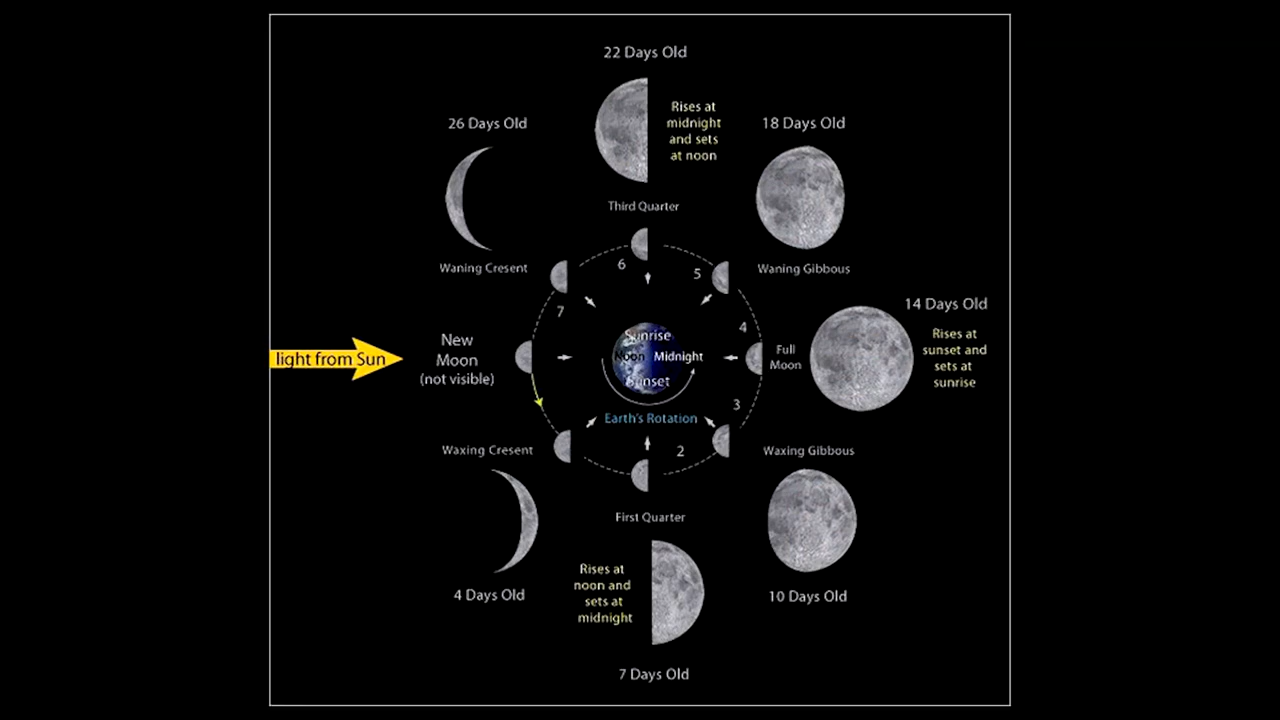 22 Days Old
Rises at
midnight
and sets
at noon
26 Days Old
18 Days Old
Third Quarter
Waning Cresent
Waning Gibbous
6
5
7
4
14 Days Old
Rises at
sunset and
sets at
sunrise
light from Sun
New
Moon
(not visible)
Sunrise
Noon Midnight
Sunset
Full
Moon
Earth's Rotation
3
2
Waxing Cresent
Waxing Gibbous
First Quarter
Rises at
noon and
sets at
midnight
4 Days Old
10 Days Old
7 Days Old